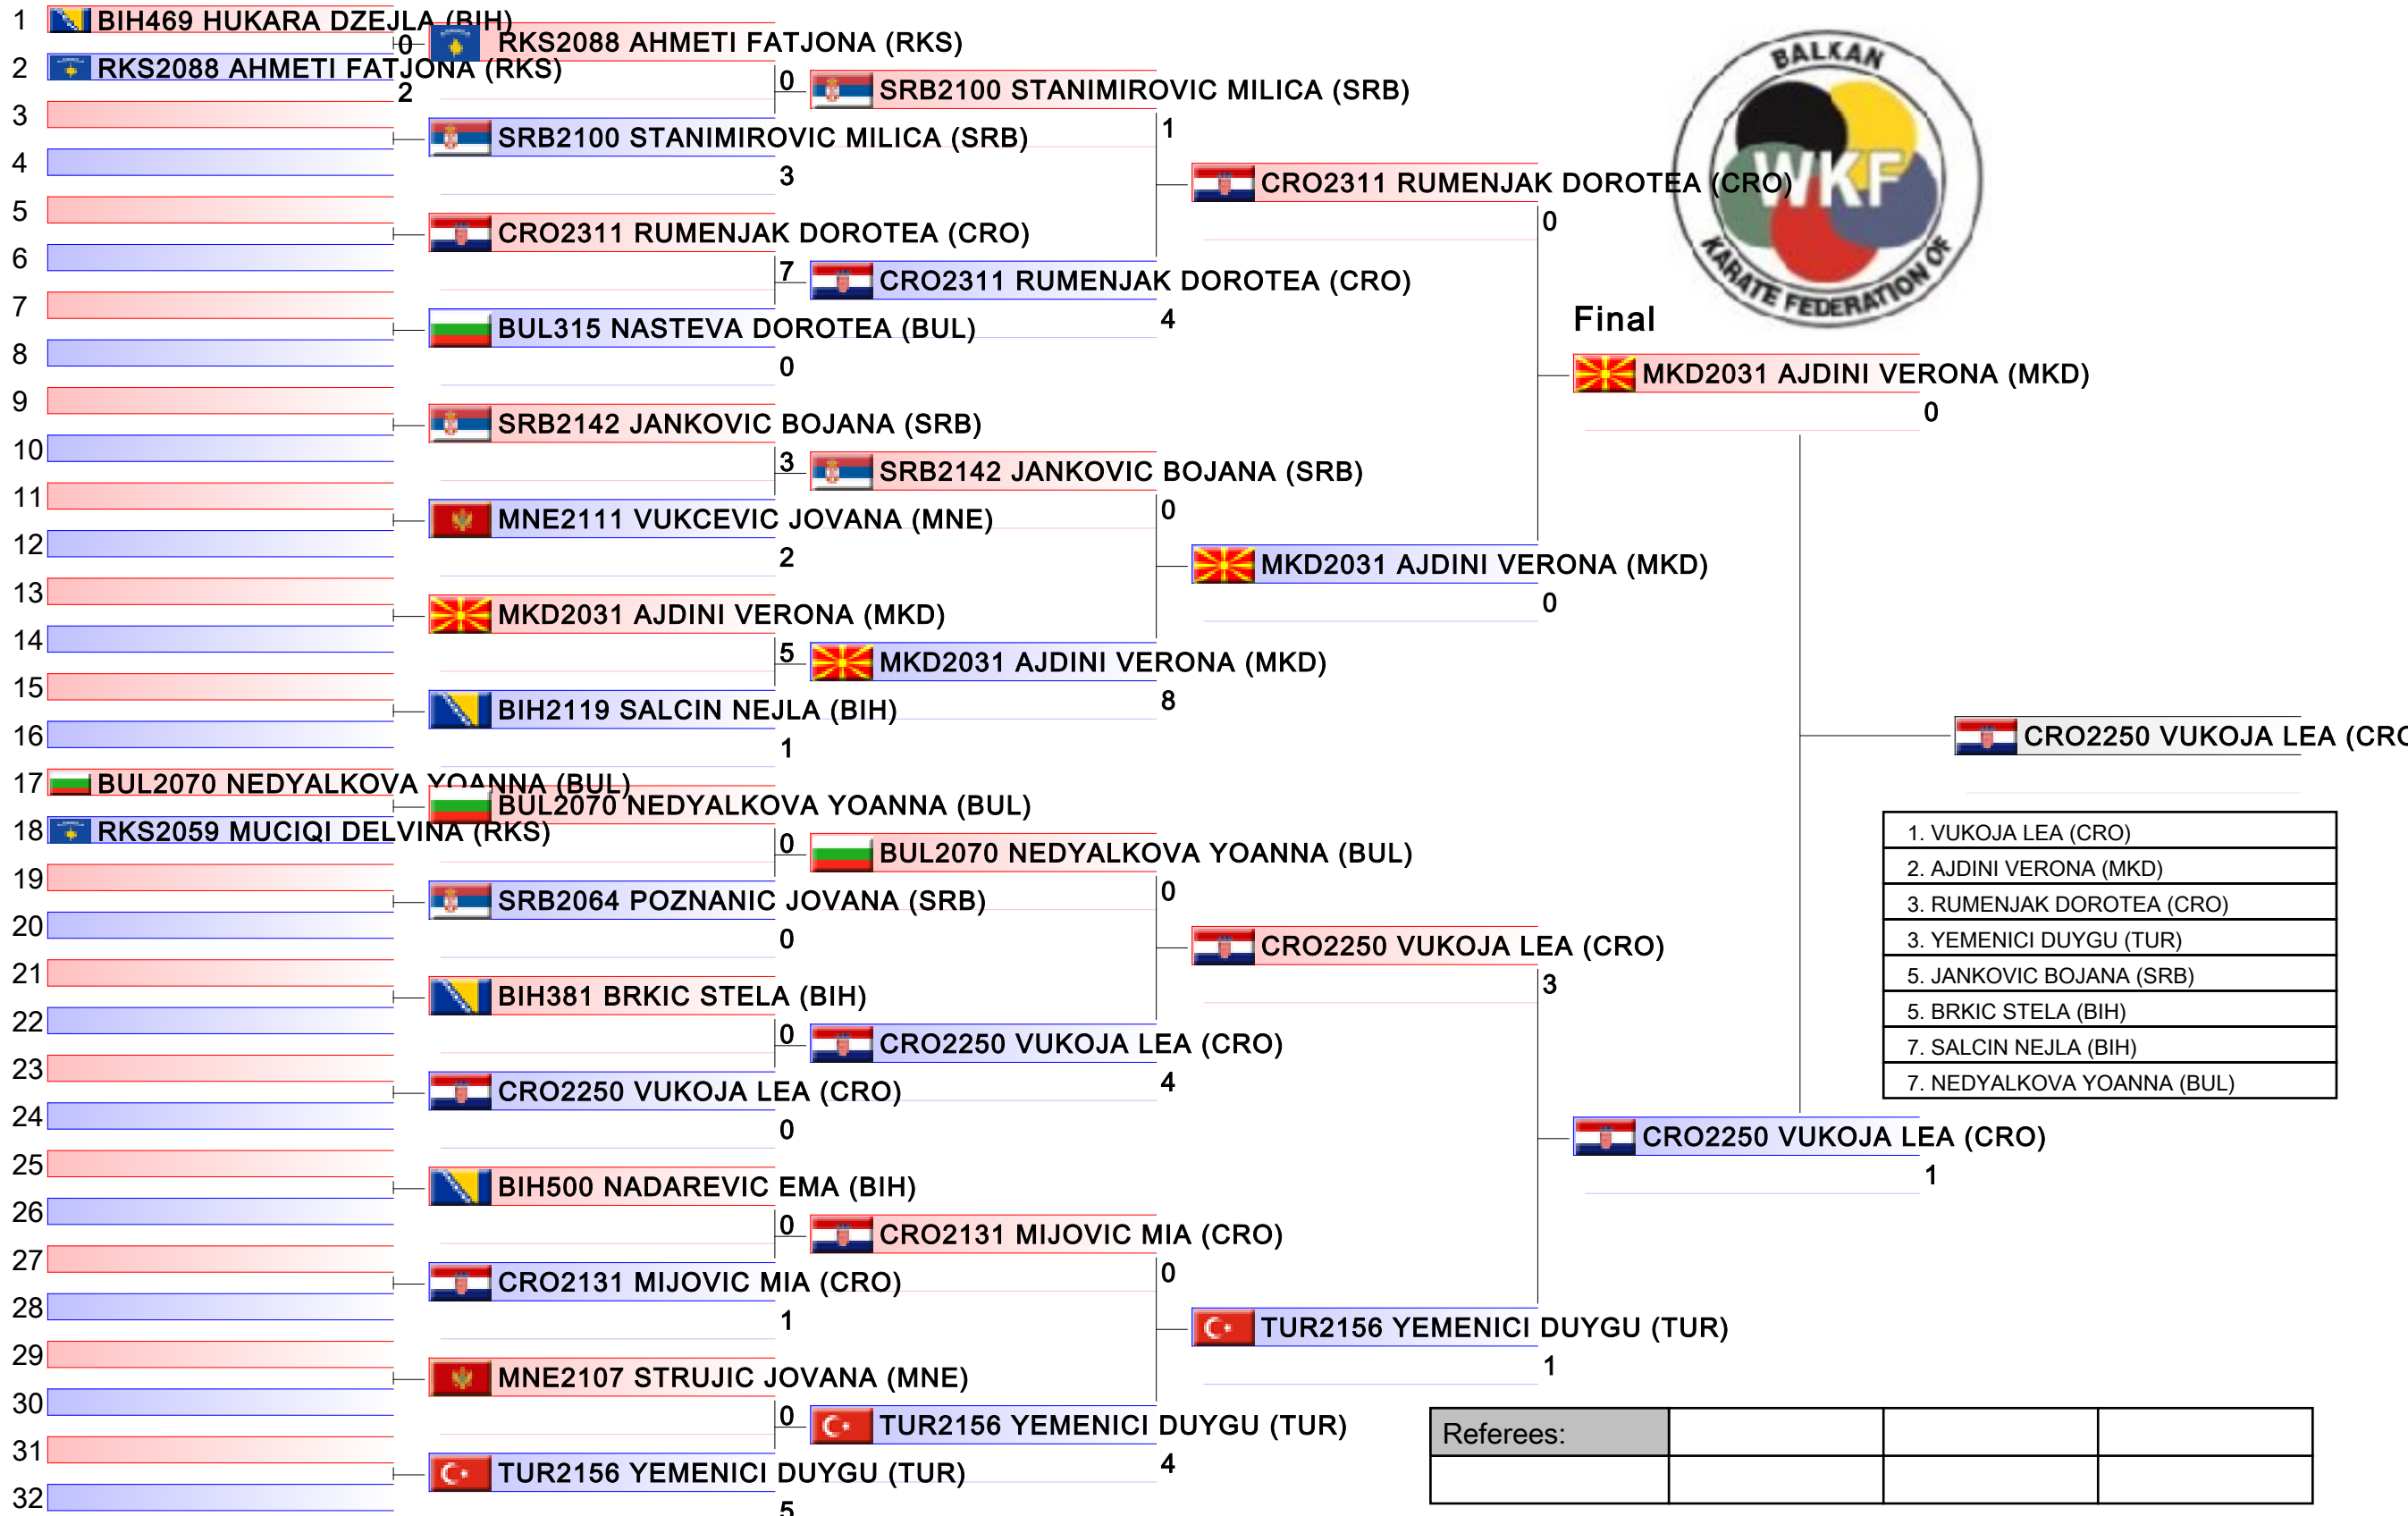 1 BIH469 HUKARA DZEJLA (BIH)
0
2 RKS2088 AHMETI FATJONA (RKS)
2
3
4
5
6
7
8
9
10
11
12
13
14
15
16
17 BUL2070 NEDYALKOVA YOANNA (BUL)
18 RKS2059 MUCIQI DELVINA (RKS)
19
20
21
22
23
24
25
26
27
28
29
30
31
32
RKS2088 AHMETI FATJONA (RKS)
0
SRB2100 STANIMIROVIC MILICA (SRB)
3
CRO2311 RUMENJAK DOROTEA (CRO)
7
BUL315 NASTEVA DOROTEA (BUL)
0
SRB2142 JANKOVIC BOJANA (SRB)
3
MNE2111 VUKCEVIC JOVANA (MNE)
2
MKD2031 AJDINI VERONA (MKD)
5
BIH2119 SALCIN NEJLA (BIH)
1
BUL2070 NEDYALKOVA YOANNA (BUL)
0
SRB2064 POZNANIC JOVANA (SRB)
0
BIH381 BRKIC STELA (BIH)
0
CRO2250 VUKOJA LEA (CRO)
0
BIH500 NADAREVIC EMA (BIH)
0
CRO2131 MIJOVIC MIA (CRO)
1
MNE2107 STRUJIC JOVANA (MNE)
0
TUR2156 YEMENICI DUYGU (TUR)
5
SRB2100 STANIMIROVIC MILICA (SRB)
1
CRO2311 RUMENJAK DOROTEA (CRO)
4
SRB2142 JANKOVIC BOJANA (SRB)
0
MKD2031 AJDINI VERONA (MKD)
8
BUL2070 NEDYALKOVA YOANNA (BUL)
0
CRO2250 VUKOJA LEA (CRO)
4
CRO2131 MIJOVIC MIA (CRO)
0
TUR2156 YEMENICI DUYGU (TUR)
4
CRO2311 RUMENJAK DOROTEA (CRO)
0
MKD2031 AJDINI VERONA (MKD)
0
CRO2250 VUKOJA LEA (CRO)
3
TUR2156 YEMENICI DUYGU (TUR)
1
BALKAN
WKF
KARATE FEDERATION OF
Final
MKD2031 AJDINI VERONA (MKD)
0
CRO2250 VUKOJA LEA (CRO)
1
CRO2250 VUKOJA LEA (CRO
1. VUKOJA LEA (CRO)
2. AJDINI VERONA (MKD)
3. RUMENJAK DOROTEA (CRO)
3. YEMENICI DUYGU (TUR)
5. JANKOVIC BOJANA (SRB)
5. BRKIC STELA (BIH)
7. SALCIN NEJLA (BIH)
7. NEDYALKOVA YOANNA (BUL)
Referees: